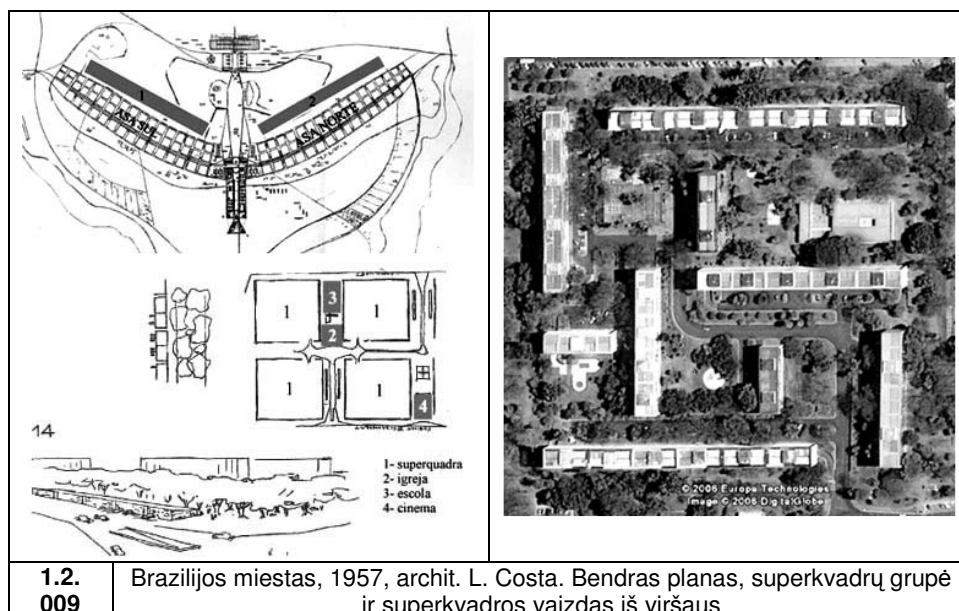 1
2
ASA SUL
ASA NORTE
3
1
1
2
1
1
4
14
1- superquadra
2- igreja
3- escola
4- cinema
© 2006 Europa Technologies
Image © 2006 DigitalGlobe
1.2.
009
Brazilijos miestas, 1957, archit. L. Costa. Bendras planas, superkvadrų grupė
ir superkvadros vaizdas iš viršaus